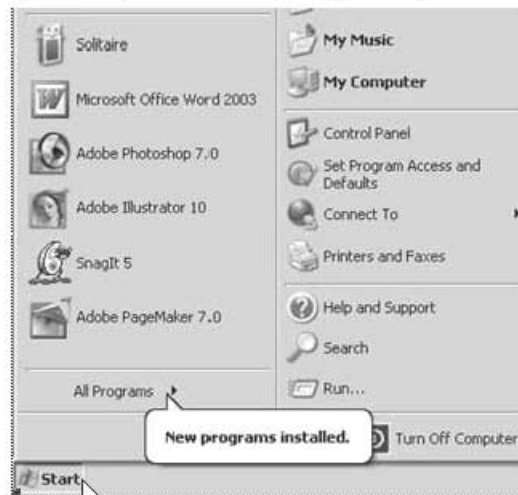 Solitaire
Microsoft Office Word 2003
Adobe Photoshop 7.0
Adobe Illustrator 10
SnagIt 5
Adobe PageMaker 7.0
All Programs
My Music
My Computer
Control Panel
Set Program Access and
Defaults
Connect To
Printers and Faxes
Help and Support
Search
Run...
New programs installed.
Turn Off Computer
Start